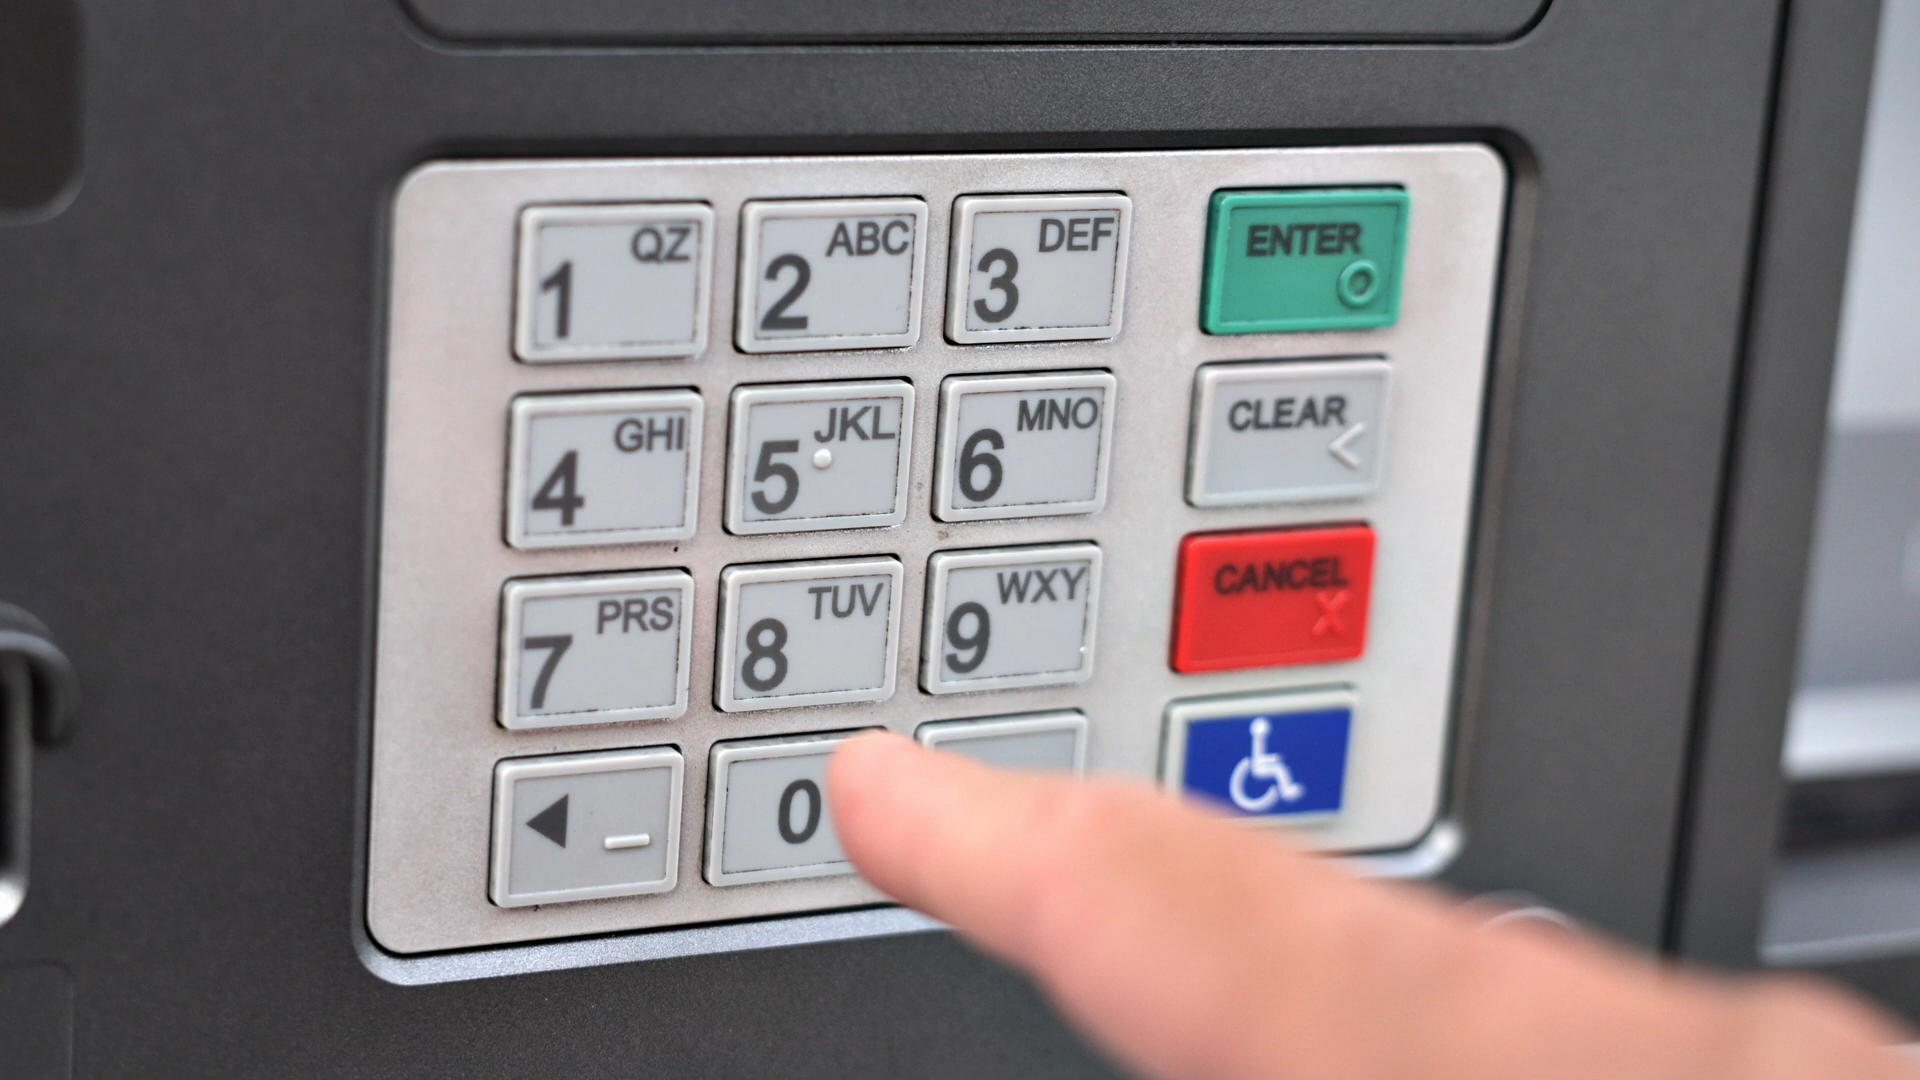 1 QZ
2 ABC
3 DEF
ENTER
4 GHI
5 JKL
6 MNO
CLEAR
7 PRS
8 TUV
9 WXY
CANCEL
0